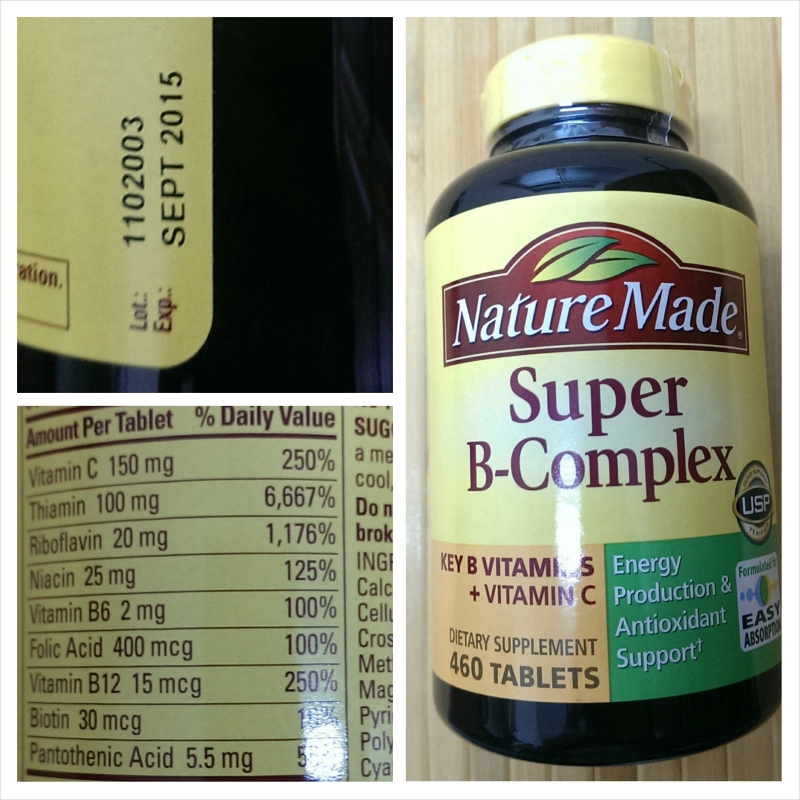 Lot.: 1102003
Exp.: SEPT 2015
ation.
Amount Per Tablet % Daily Value
Vitamin C 150 mg 250%
Thiamin 100 mg 6,667%
Riboflavin 20 mg 1,176%
Niacin 25 mg 125%
Vitamin B6 2 mg 100%
Folic Acid 400 mcg 100%
Vitamin B12 15 mcg 250%
Biotin 30 mcg
Pantothenic Acid 5.5 mg
SUG
a me
cool,
Do n
brok
INGR
Calc
Cellu
Cros
Met
Mag
Pyri
Poly
Cya
Nature Made®
Super
B-Complex
USP
KEY B VITAMINS
+ VITAMIN C
DIETARY SUPPLEMENT
460 TABLETS
Energy
Production &
Antioxidant
Support†
Formulated for
EASY
ABSORPTION